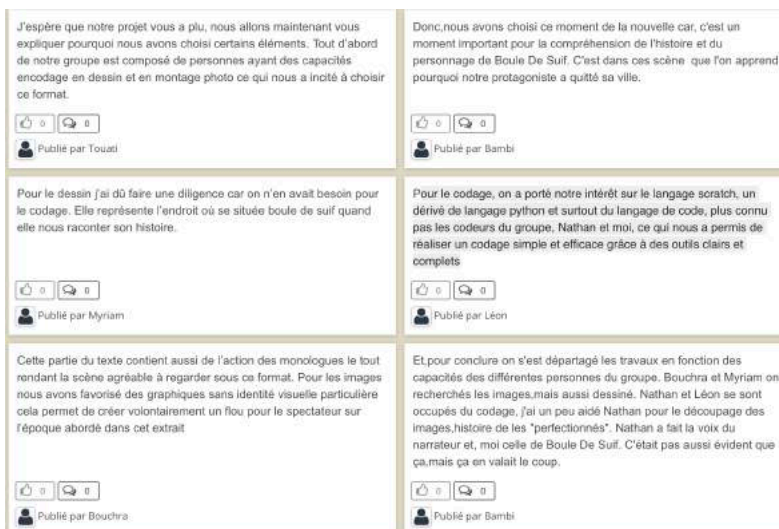 J'espère que notre projet vous a plu, nous allons maintenant vous
expliquer pourquoi nous avons choisi certains éléments. Tout d'abord
de notre groupe est composé de personnes ayant des capacités
encodage en dessin et en montage photo ce qui nous a incité à choisir
ce format.
0 0
Publié par Touati
Donc,nous avons choisi ce moment de la nouvelle car, c'est un
moment important pour la compréhension de l'histoire et du
personnage de Boule De Suif. C'est dans ces scène que l'on apprend
pourquoi notre protagoniste a quitté sa ville.
0 0
Publié par Bambi
Pour le dessin j'ai dû faire une diligence car on n'en avait besoin pour
le codage. Elle représente l'endroit où se située boule de suif quand
elle nous raconter son histoire.
0 0
Publié par Myriam
Pour le codage, on a porté notre intérêt sur le langage scratch, un
dérivé de langage python et surtout du langage de code, plus connu
pas les codeurs du groupe, Nathan et moi, ce qui nous a permis de
réaliser un codage simple et efficace grâce à des outils clairs et
complets
0 0
Publié par Léon
Cette partie du texte contient aussi de l'action des monologues le tout
rendant la scène agréable à regarder sous ce format. Pour les images
nous avons favorisé des graphiques sans identité visuelle particulière
cela permet de créer volontairement un flou pour le spectateur sur
l'époque abordé dans cet extrait
0 0
Publié par Bouchra
Et,pour conclure on s'est départagé les travaux en fonction des
capacités des différentes personnes du groupe. Bouchra et Myriam on
recherchés les images,mais aussi dessiné. Nathan et Léon se sont
occupés du codage, j'ai un peu aidé Nathan pour le découpage des
images,histoire de les "perfectionnés". Nathan a fait la voix du
narrateur et, moi celle de Boule De Suif. C'était pas aussi évident que
ça,mais ça en valait le coup.
0 0
Publié par Bambi